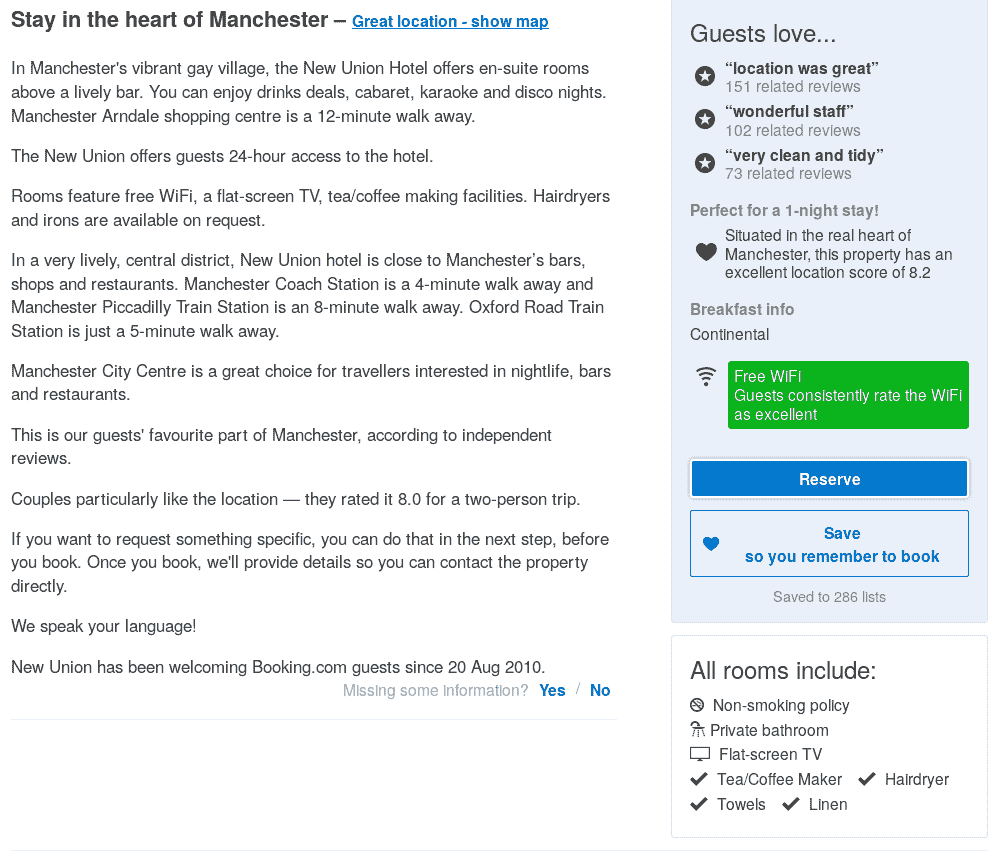 Stay in the heart of Manchester – Great location - show map
In Manchester's vibrant gay village, the New Union Hotel offers en-suite rooms
above a lively bar. You can enjoy drinks deals, cabaret, karaoke and disco nights.
Manchester Arndale shopping centre is a 12-minute walk away.
The New Union offers guests 24-hour access to the hotel.
Rooms feature free WiFi, a flat-screen TV, tea/coffee making facilities. Hairdryers
and irons are available on request.
In a very lively, central district, New Union hotel is close to Manchester’s bars,
shops and restaurants. Manchester Coach Station is a 4-minute walk away and
Manchester Piccadilly Train Station is an 8-minute walk away. Oxford Road Train
Station is just a 5-minute walk away.
Manchester City Centre is a great choice for travellers interested in nightlife, bars
and restaurants.
This is our guests' favourite part of Manchester, according to independent
reviews.
Couples particularly like the location — they rated it 8.0 for a two-person trip.
If you want to request something specific, you can do that in the next step, before
you book. Once you book, we'll provide details so you can contact the property
directly.
We speak your language!
New Union has been welcoming Booking.com guests since 20 Aug 2010.
Missing some information? Yes / No
Guests love...
“location was great”
151 related reviews
“wonderful staff”
102 related reviews
“very clean and tidy”
73 related reviews
Perfect for a 1-night stay!
Situated in the real heart of
Manchester, this property has an
excellent location score of 8.2
Breakfast info
Continental
Free WiFi
Guests consistently rate the WiFi
as excellent
Reserve
Save
so you remember to book
Saved to 286 lists
All rooms include:
Non-smoking policy
Private bathroom
Flat-screen TV
Tea/Coffee Maker Hairdryer
Towels Linen